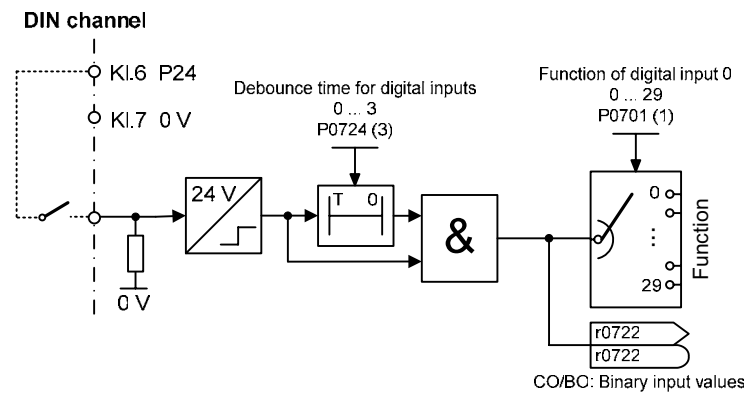 DIN channel
Kl.6 P24
Kl.7 0 V
Debounce time for digital inputs
0 ... 3
P0724 (3)
Function of digital input 0
0 ... 29
P0701 (1)
24 V
T 0
&
0 V
0
29
Function
r0722
r0722
CO/BO: Binary input values